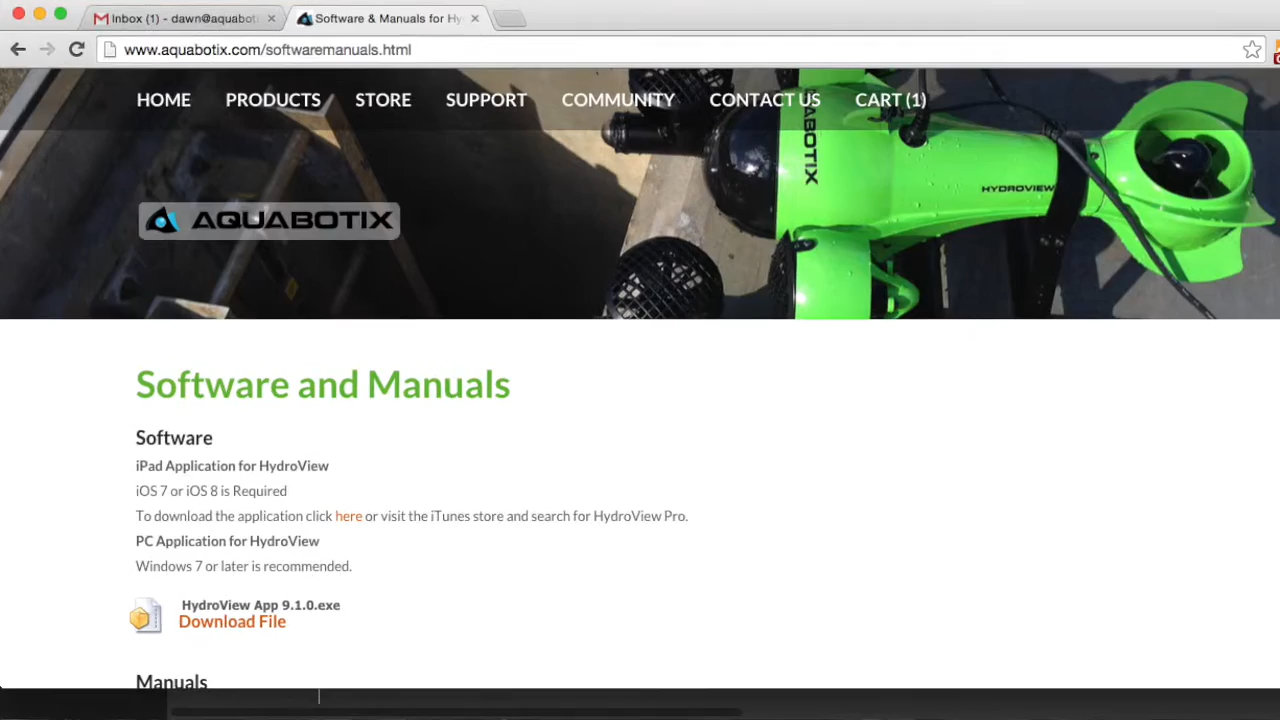 Inbox (1) - dawn@aquaboti
Software & Manuals for Hy
www.aquabotix.com/softwaremanuals.html
HOME PRODUCTS STORE SUPPORT COMMUNITY CONTACT US CART (1)
ABOTIX
HYDROVIEW
AQUABOTIX
Software and Manuals
Software
iPad Application for HydroView
iOS 7 or iOS 8 is Required
To download the application click here or visit the iTunes store and search for HydroView Pro.
PC Application for HydroView
Windows 7 or later is recommended.
HydroView App 9.1.0.exe
Download File
Manuals